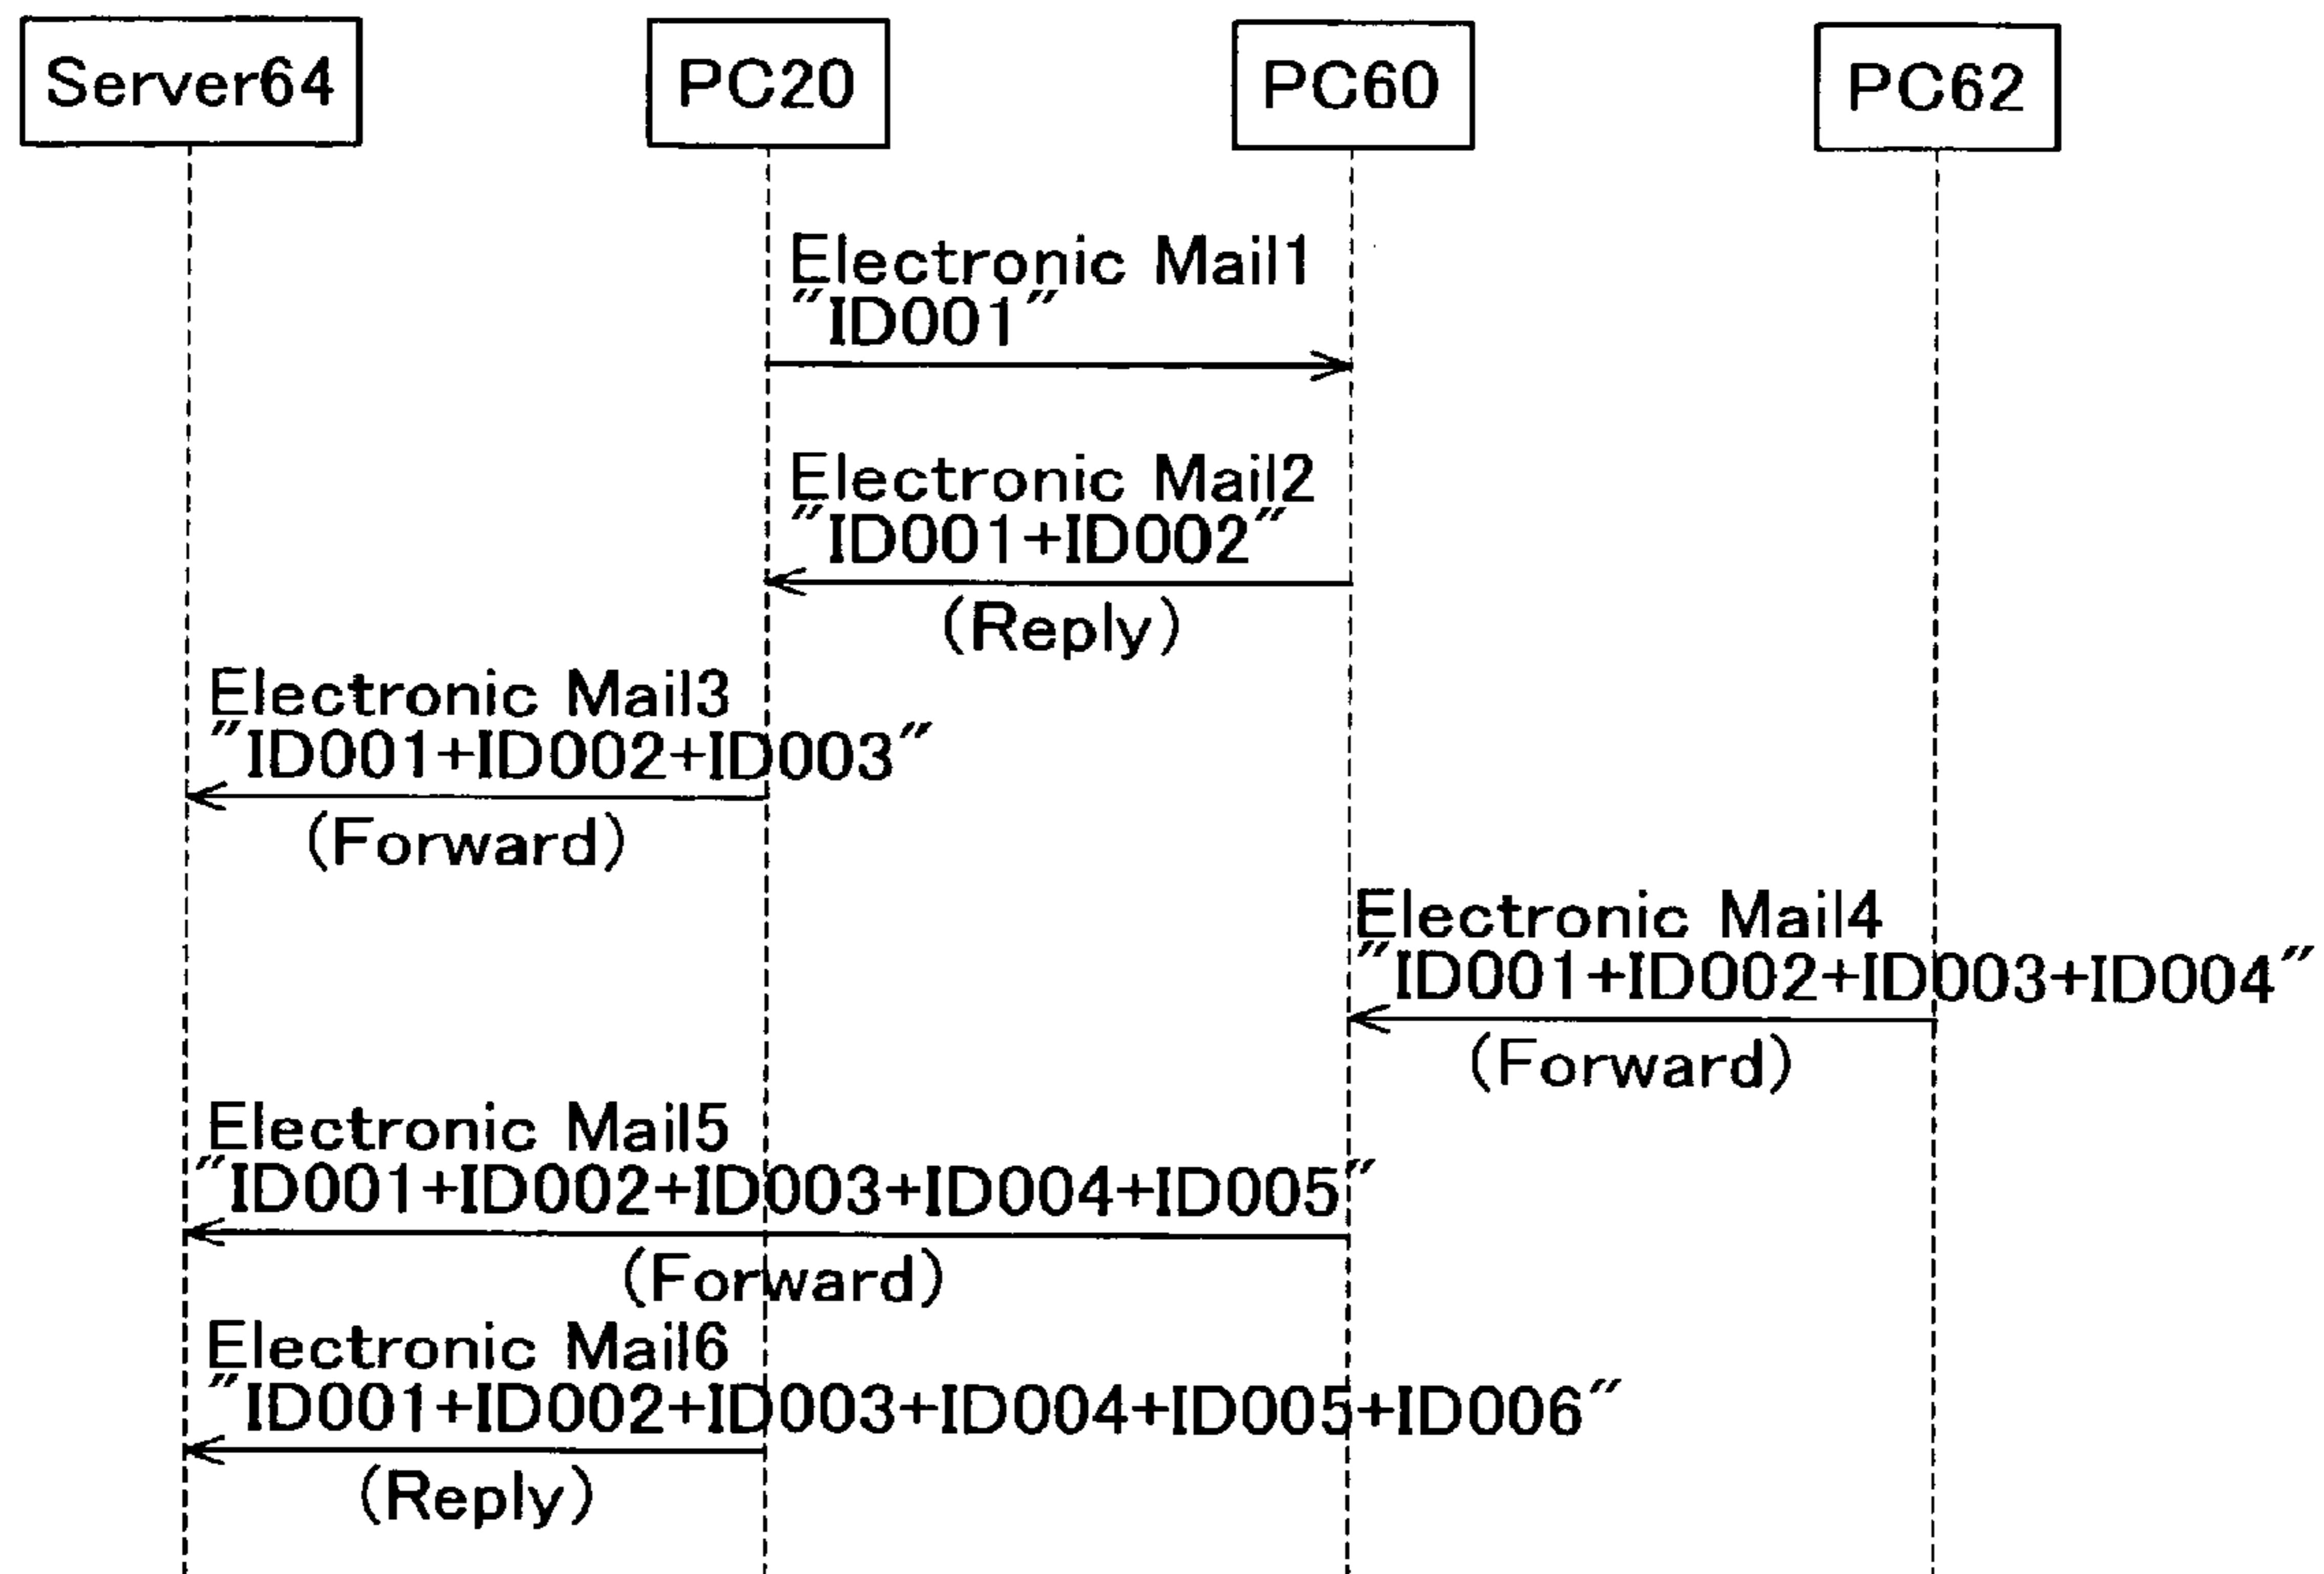 Server64
PC20
PC60
PC62
Electronic Mail1
"ID001"
Electronic Mail2
"ID001+ID002"
(Reply)
Electronic Mail3
"ID001+ID002+ID003"
(Forward)
Electronic Mail4
"ID001+ID002+ID003+ID004"
(Forward)
Electronic Mail5
"ID001+ID002+ID003+ID004+ID005"
(Forward)
Electronic Mail6
"ID001+ID002+ID003+ID004+ID005+ID006"
(Reply)